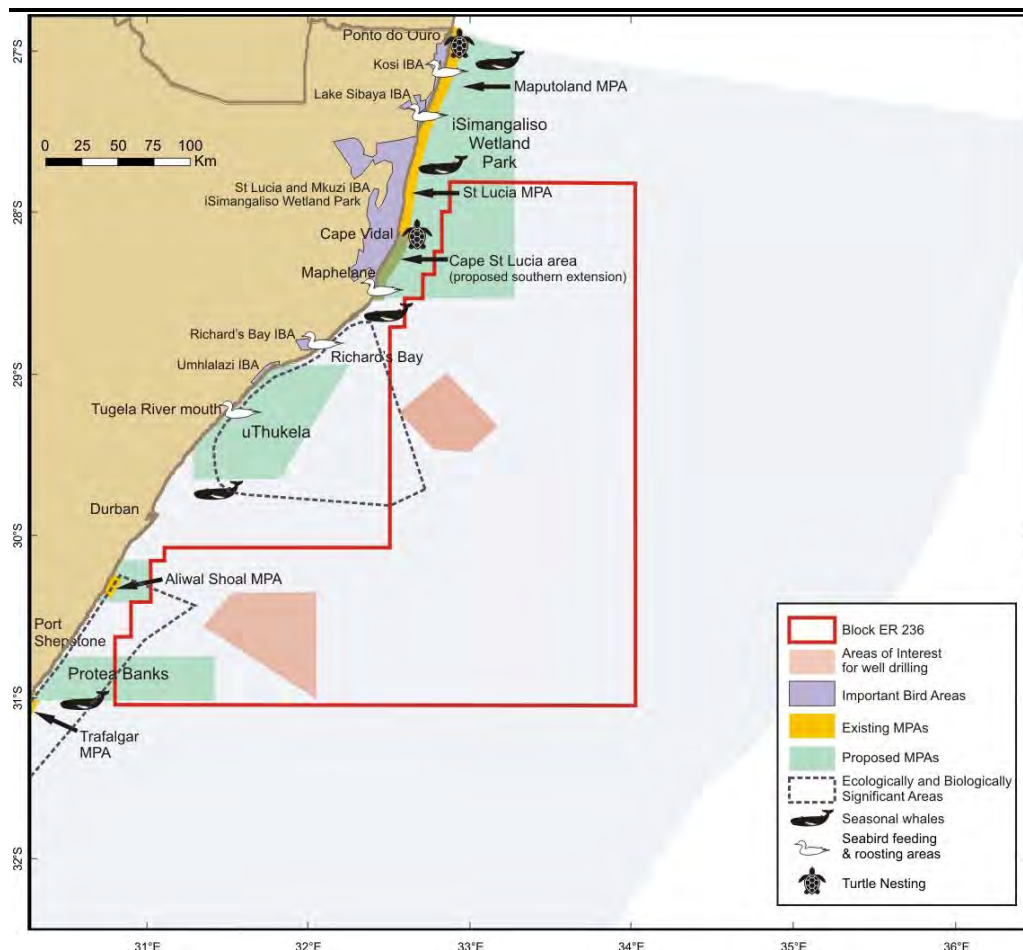 27°S
28°S
29°S
30°S
31°S
32°S
Ponto do Ouro
Kosi IBA
Maputoland MPA
Lake Sibaya IBA
iSimangaliso
Wetland
Park
0 25 50 75 100
Km
St Lucia and Mkuzi IBA
iSimangaliso Wetland Park
St Lucia MPA
Cape Vidal
Cape St Lucia area
(proposed southern extension)
Maphelane
Richard's Bay IBA
Richard's Bay
Umhlalazi IBA
Tugela River mouth
uThukela
Durban
Aliwal Shoal MPA
Port
Shepstone
Protea Banks
Trafalgar
MPA
Block ER 236
Areas of Interest
for well drilling
Important Bird Areas
Existing MPAs
Proposed MPAs
Ecologically and Biologically
Significant Areas
Seasonal whales
Seabird feeding
& roosting areas
Turtle Nesting
31°E
32°E
33°E
34°E
35°E
36°E